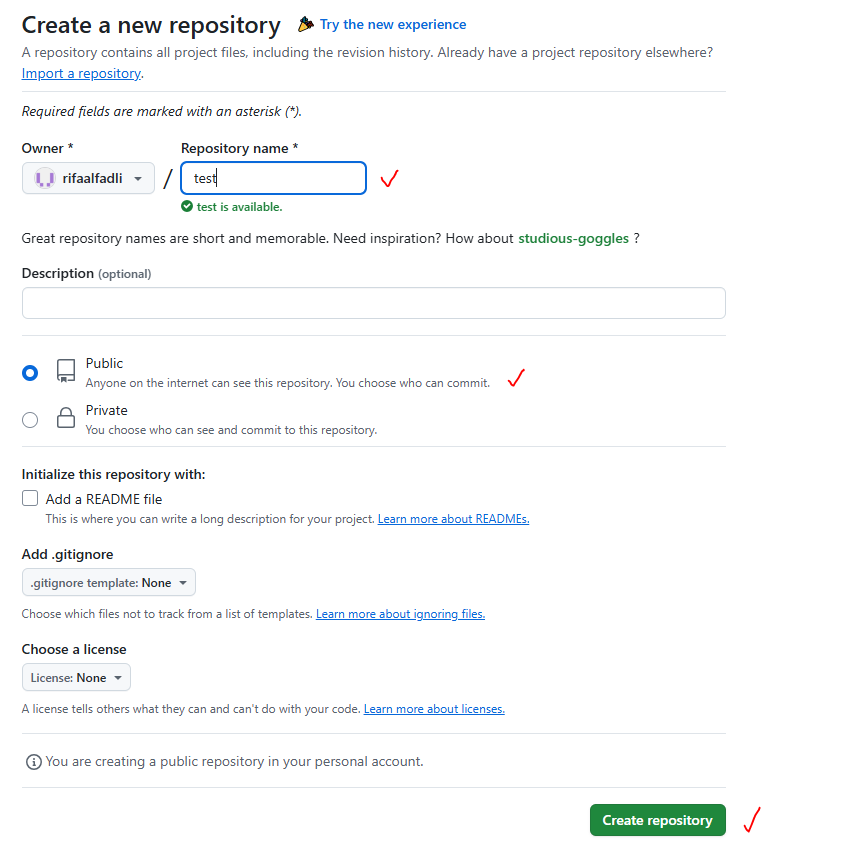 Create a new repository Try the new experience
A repository contains all project files, including the revision history. Already have a project repository elsewhere?
Import a repository.
Required fields are marked with an asterisk (*).
Owner * Repository name *
rifaalfadli / test
test is available.
Great repository names are short and memorable. Need inspiration? How about studious-goggles ?
Description (optional)
Public
Anyone on the internet can see this repository. You choose who can commit.
Private
You choose who can see and commit to this repository.
Initialize this repository with:
Add a README file
This is where you can write a long description for your project. Learn more about READMEs.
Add .gitignore
.gitignore template: None
Choose which files not to track from a list of templates. Learn more about ignoring files.
Choose a license
License: None
A license tells others what they can and can't do with your code. Learn more about licenses.
You are creating a public repository in your personal account.
Create repository